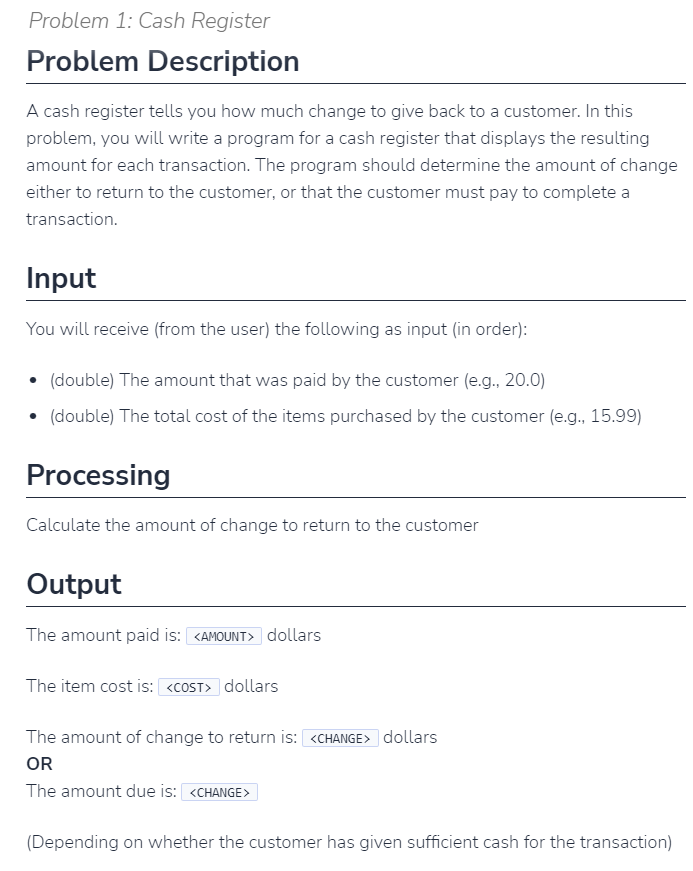 Problem 1: Cash Register
Problem Description
A cash register tells you how much change to give back to a customer. In this
problem, you will write a program for a cash register that displays the resulting
amount for each transaction. The program should determine the amount of change
either to return to the customer, or that the customer must pay to complete a
transaction.
Input
You will receive (from the user) the following as input (in order):
• (double) The amount that was paid by the customer (e.g., 20.0)
• (double) The total cost of the items purchased by the customer (e.g., 15.99)
Processing
Calculate the amount of change to return to the customer
Output
The amount paid is: <AMOUNT> dollars
The item cost is: <COST> dollars
The amount of change to return is: <CHANGE> dollars
OR
The amount due is: <CHANGE>
(Depending on whether the customer has given sufficient cash for the transaction)